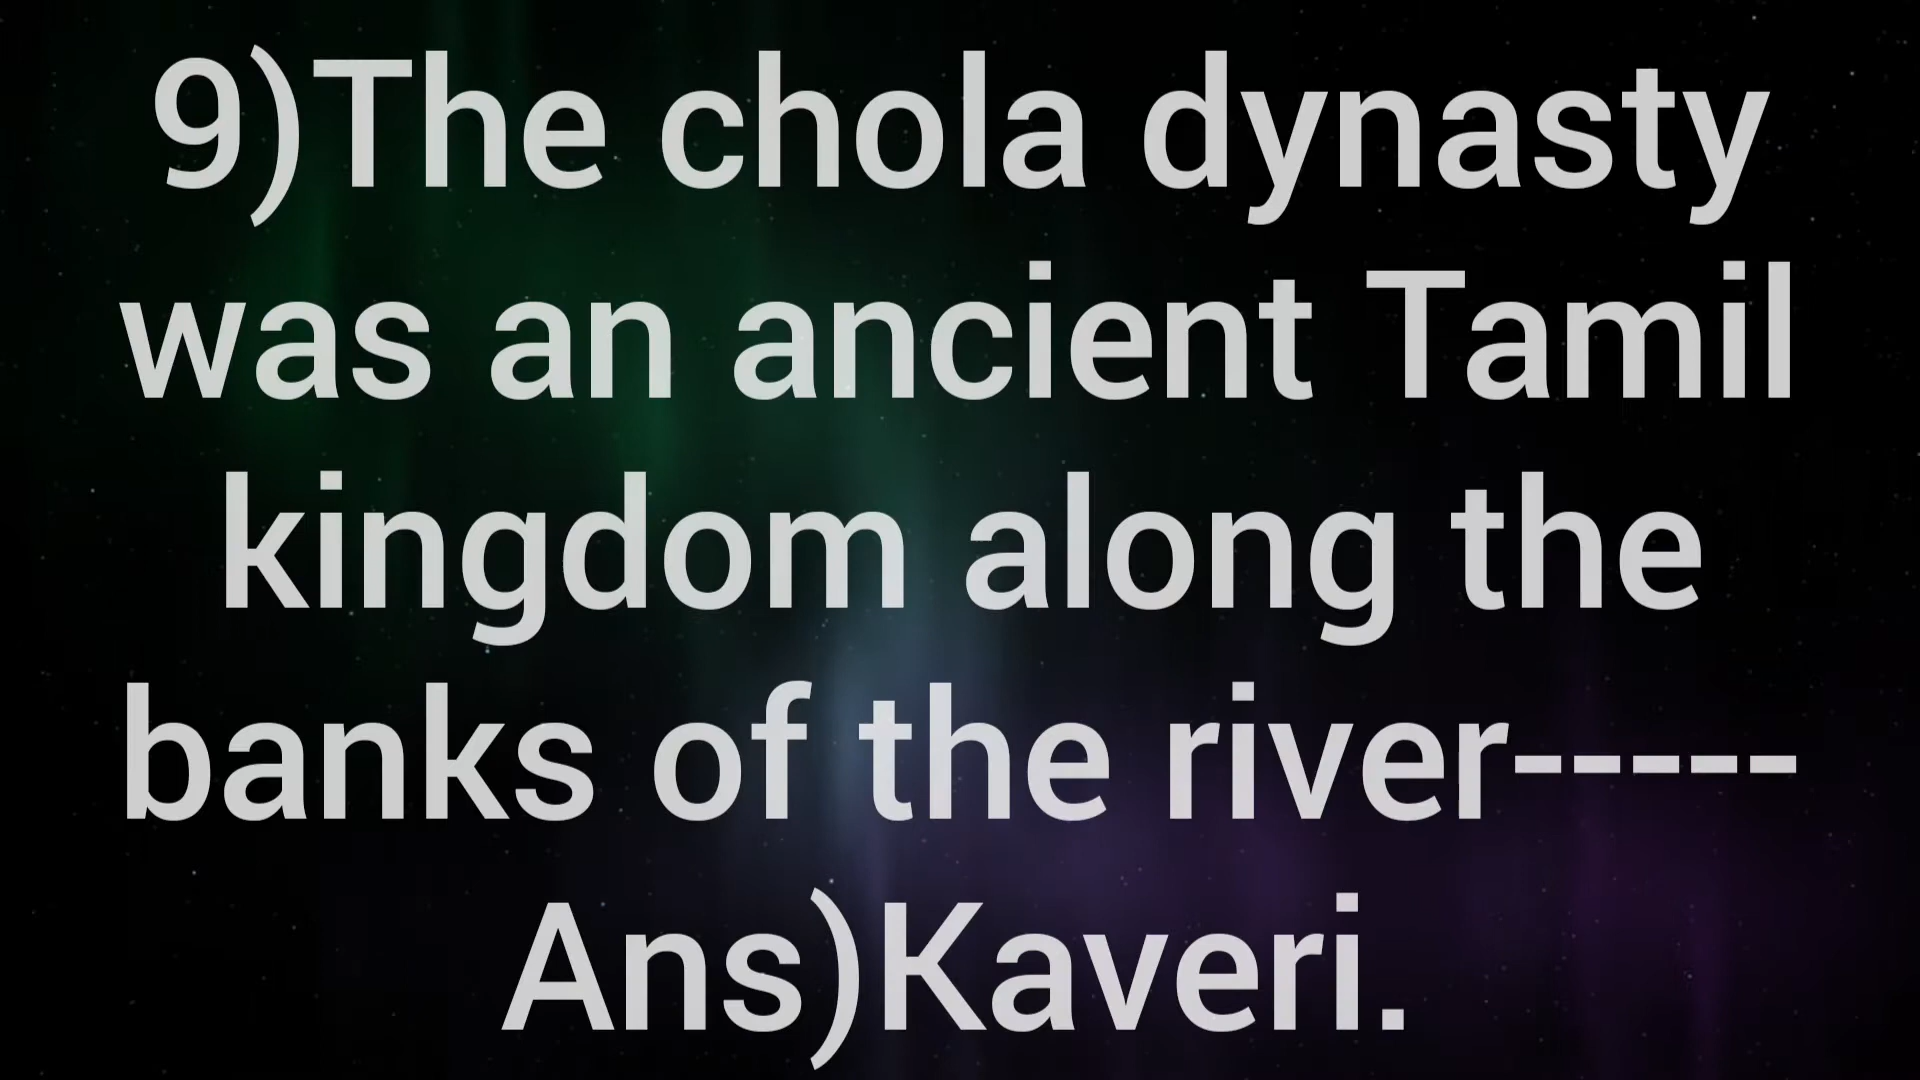 9)The chola dynasty
was an ancient Tamil
kingdom along the
banks of the river-----
Ans)Kaveri.